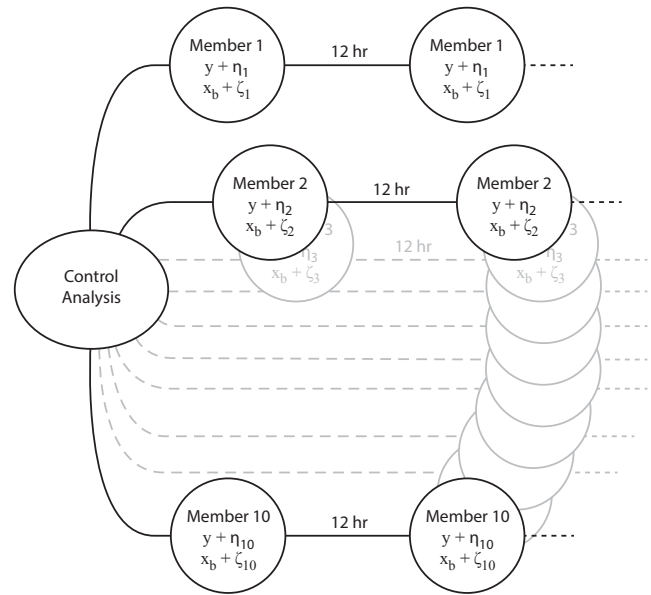 Member 1
y + η1
xb + ζ1
12 hr
Member 1
y + η1
xb + ζ1
Member 2
y + η2
xb + ζ2
12 hr
Member 2
y + η2
xb + ζ2
3
η3
xb + ζ3
12 hr
3
η3
xb + ζ3
Control
Analysis
Member 10
y + η10
xb + ζ10
12 hr
Member 10
y + η10
xb + ζ10